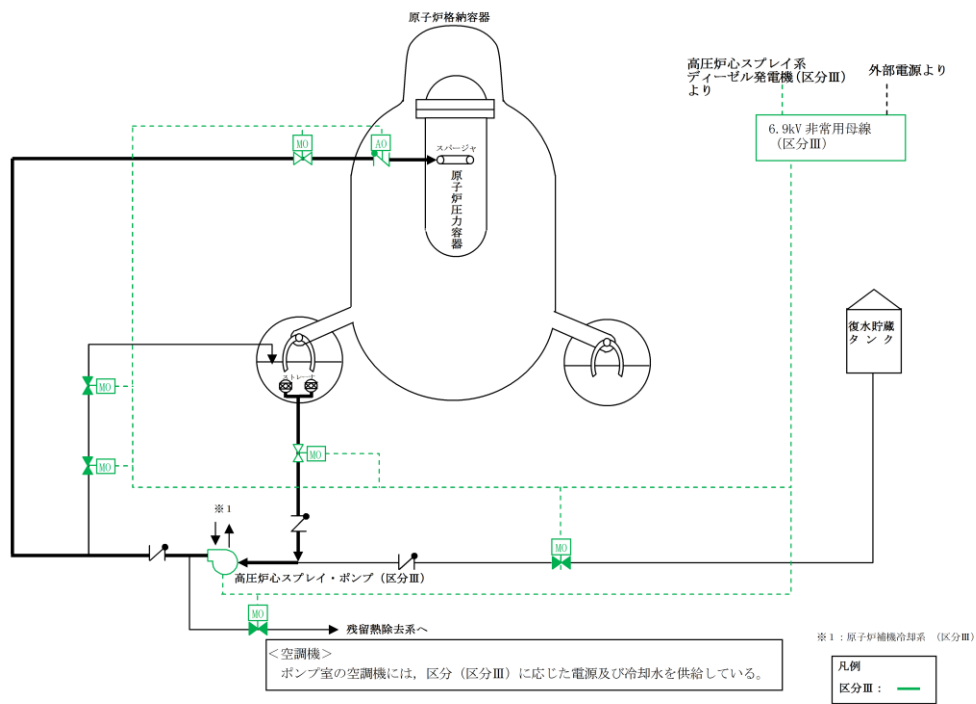 原子炉格納容器
高圧炉心スプレイ系
ディーゼル発電機(区分Ⅲ)
より
外部電源より
6.9kV 非常用母線
(区分Ⅲ)
MO
AO
スパージャ
原子炉圧力容器
復水貯蔵
タンク
ストレーナ
MO
MO
MO
※1
MO
高圧炉心スプレイ・ポンプ(区分Ⅲ)
MO
残留熱除去系へ
※1:原子炉補機冷却系 (区分Ⅲ)
<空調機>
ポンプ室の空調機には,区分(区分Ⅲ)に応じた電源及び冷却水を供給している。
凡例
区分Ⅲ: